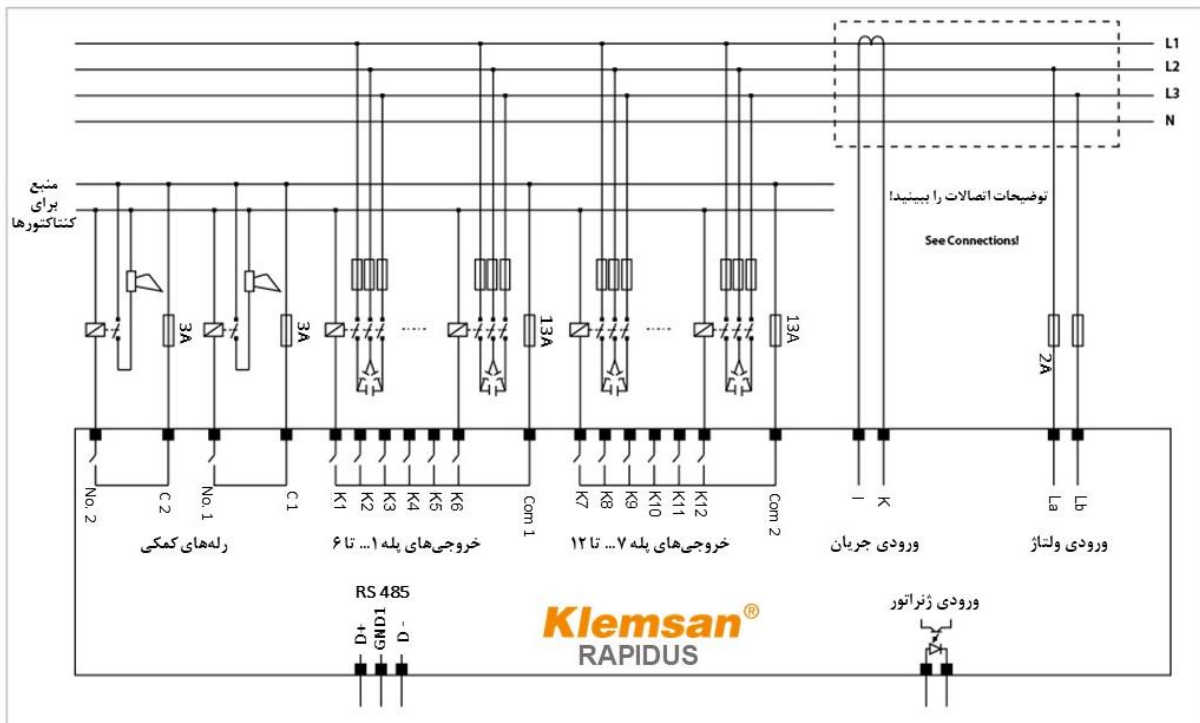 L1
L2
L3
N
منبع
برای
کنتاکتورها
توضیحات اتصالات را ببینید!
See Connections!
3A
3A
13A
13A
2A
No. 2
C 2
No. 1
C 1
K1
K2
K3
K4
K5
K6
Com 1
K7
K8
K9
K10
K11
K12
Com 2
I
K
La
Lb
رله‌های کمکی
خروجی‌های پله ۱... تا ۶
خروجی‌های پله ۷... تا ۱۲
ورودی جریان
ورودی ولتاژ
RS 485
D+
GND1
D -
Klemsan®
RAPIDUS
ورودی ژنراتور